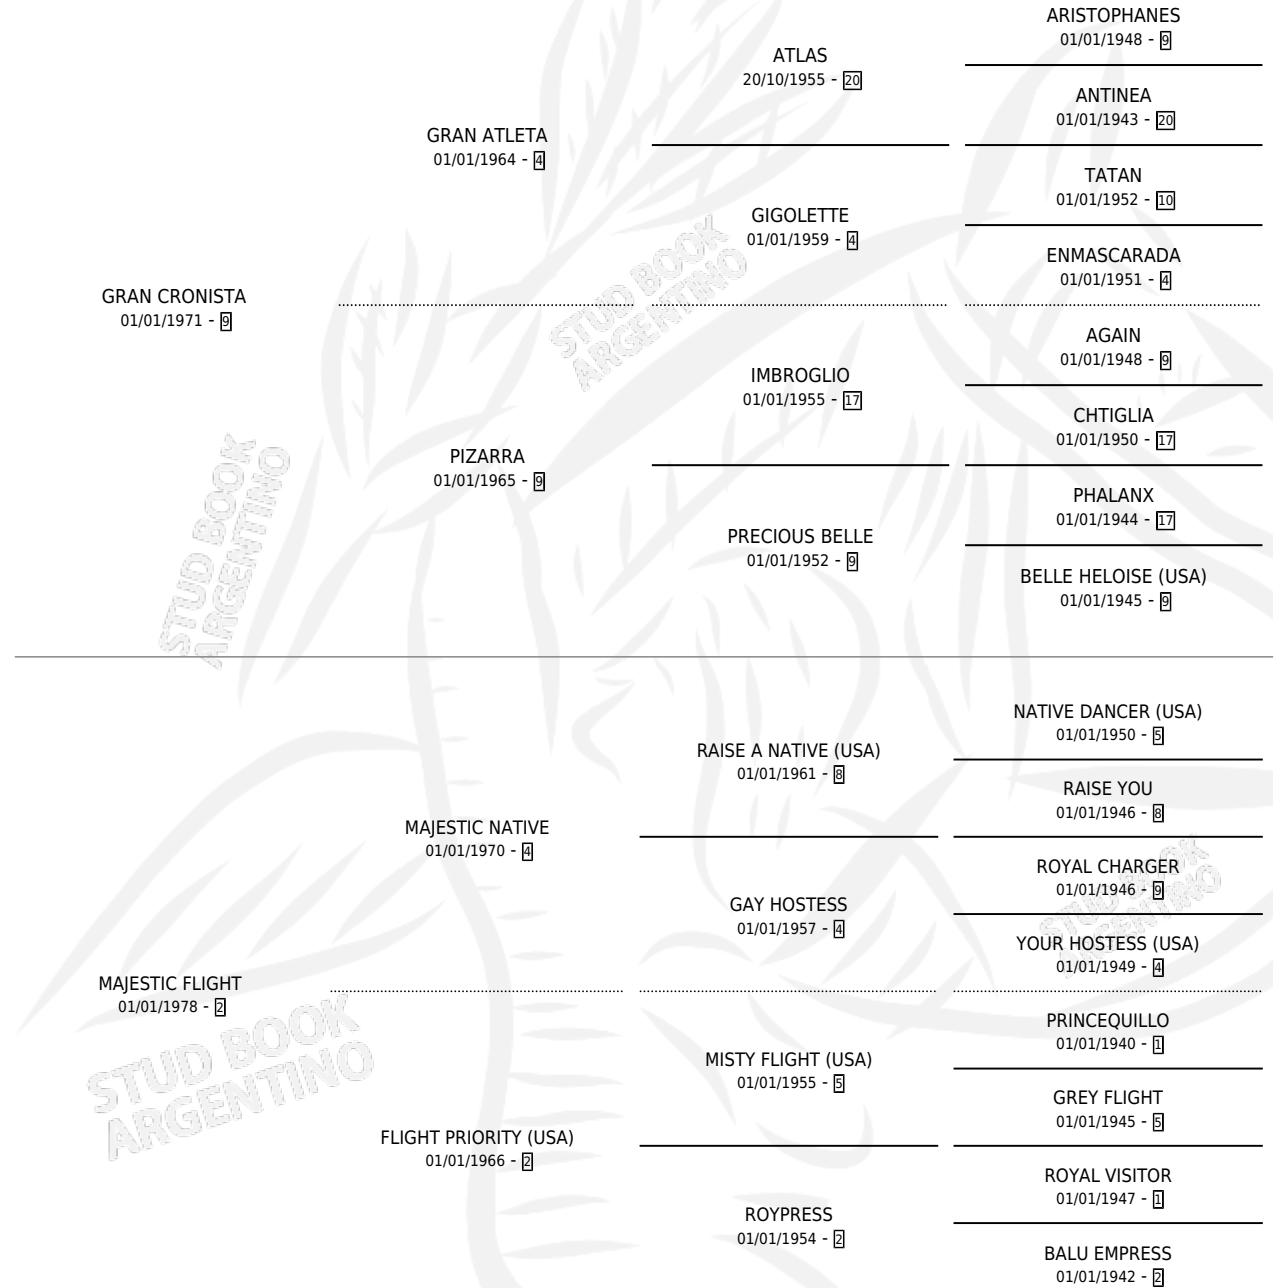 ARISTOPHANES
01/01/1948 - 9
ATLAS
20/10/1955 - 20
ANTINEA
01/01/1943 - 20
GRAN ATLETA
01/01/1964 - 4
TATAN
01/01/1952 - 10
GIGOLETTE
01/01/1959 - 4
ENMASCARADA
01/01/1951 - 4
GRAN CRONISTA
01/01/1971 - 9
AGAIN
01/01/1948 - 9
IMBROGLIO
01/01/1955 - 17
CHTIGLIA
01/01/1950 - 17
PIZARRA
01/01/1965 - 9
PHALANX
01/01/1944 - 17
PRECIOUS BELLE
01/01/1952 - 9
BELLE HELOISE (USA)
01/01/1945 - 9
STUD BOOK
ARGENTINO
STUD BOOK
ARGENTINO
NATIVE DANCER (USA)
01/01/1950 - 5
RAISE A NATIVE (USA)
01/01/1961 - 8
RAISE YOU
01/01/1946 - 8
MAJESTIC NATIVE
01/01/1970 - 4
ROYAL CHARGER
01/01/1946 - 9
GAY HOSTESS
01/01/1957 - 4
YOUR HOSTESS (USA)
01/01/1949 - 4
MAJESTIC FLIGHT
01/01/1978 - 2
PRINCEQUILLO
01/01/1940 - 1
MISTY FLIGHT (USA)
01/01/1955 - 5
GREY FLIGHT
01/01/1945 - 5
FLIGHT PRIORITY (USA)
01/01/1966 - 2
ROYAL VISITOR
01/01/1947 - 1
ROYPRESS
01/01/1954 - 2
BALU EMPRESS
01/01/1942 - 2
STUD BOOK
ARGENTINO
STUD BOOK
ARGENTINO